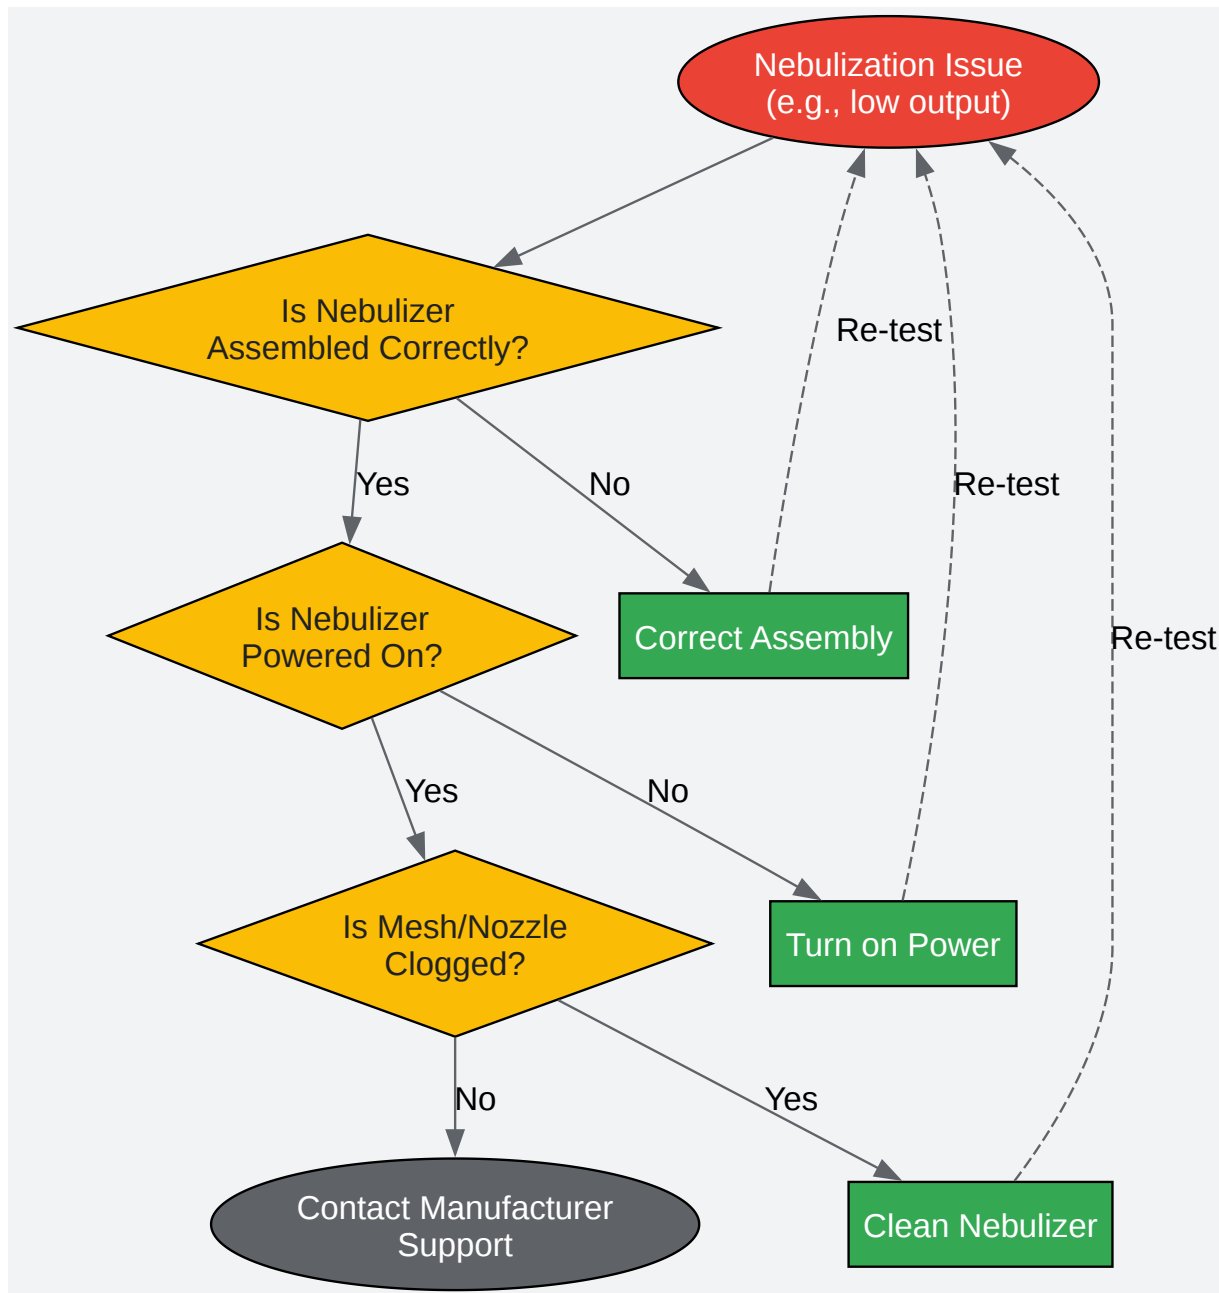 Nebulization Issue
(e.g., low output)
Is Nebulizer
Assembled Correctly?
Re-test
Yes
No
Re-test
Is Nebulizer
Powered On?
Correct Assembly
Re-test
Yes
No
Is Mesh/Nozzle
Clogged?
Turn on Power
No
Yes
Contact Manufacturer
Support
Clean Nebulizer